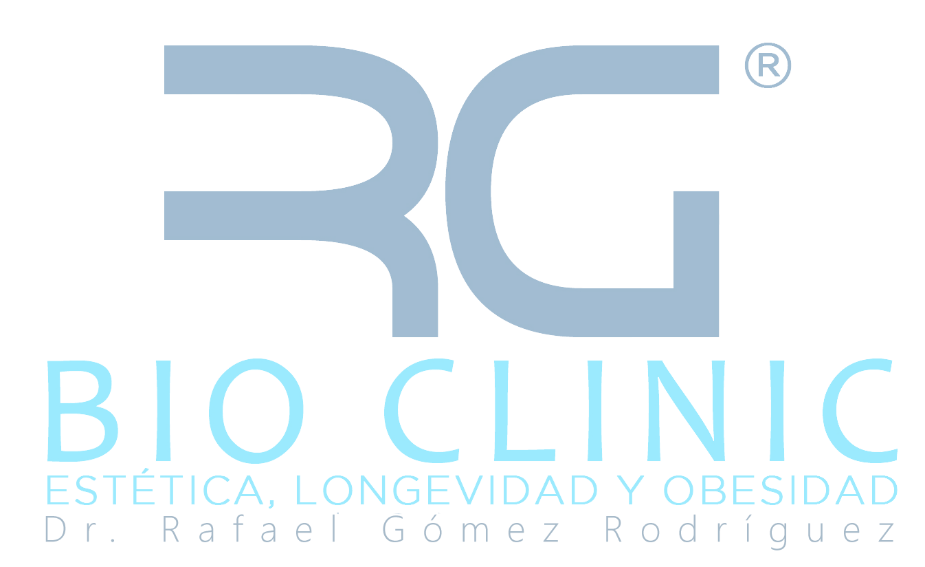 RG®
BIO CLINIC
ESTÉTICA, LONGEVIDAD Y OBESIDAD
Dr. Rafael Gómez Rodríguez